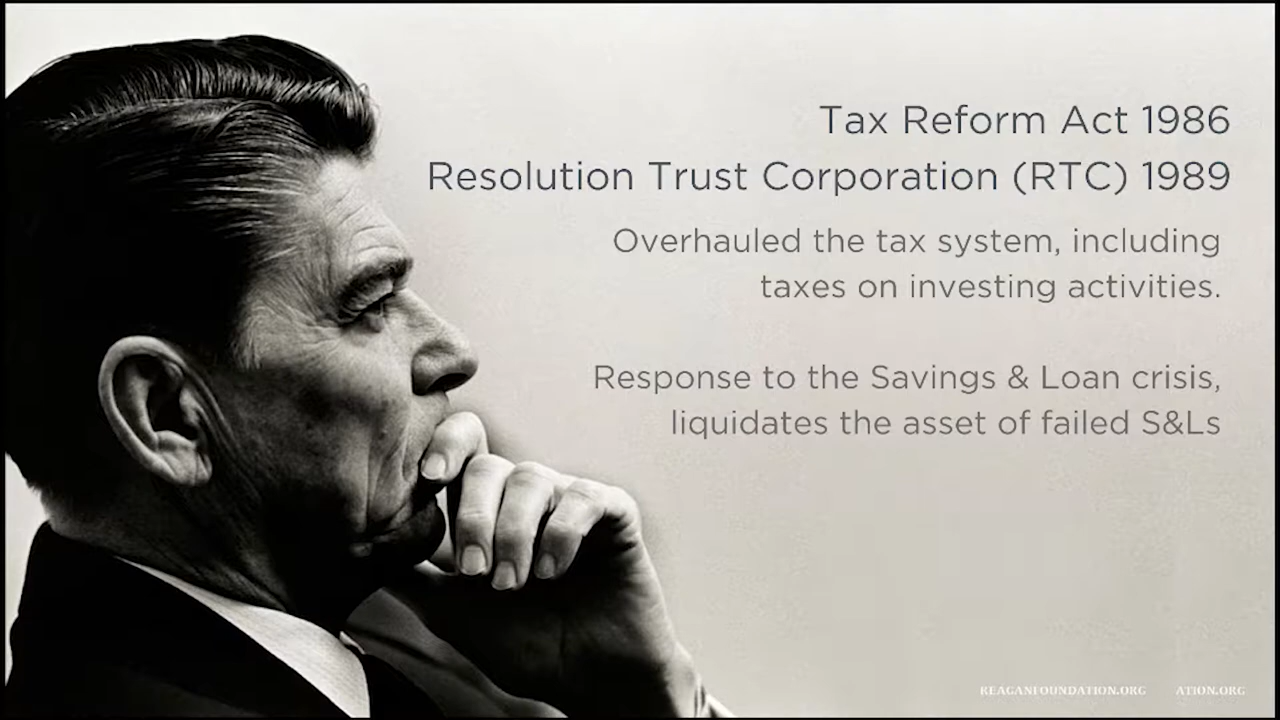 Tax Reform Act 1986
Resolution Trust Corporation (RTC) 1989
Overhauled the tax system, including
taxes on investing activities.
Response to the Savings & Loan crisis,
liquidates the asset of failed S&Ls
REAGANFOUNDATION.ORG ATION.ORG